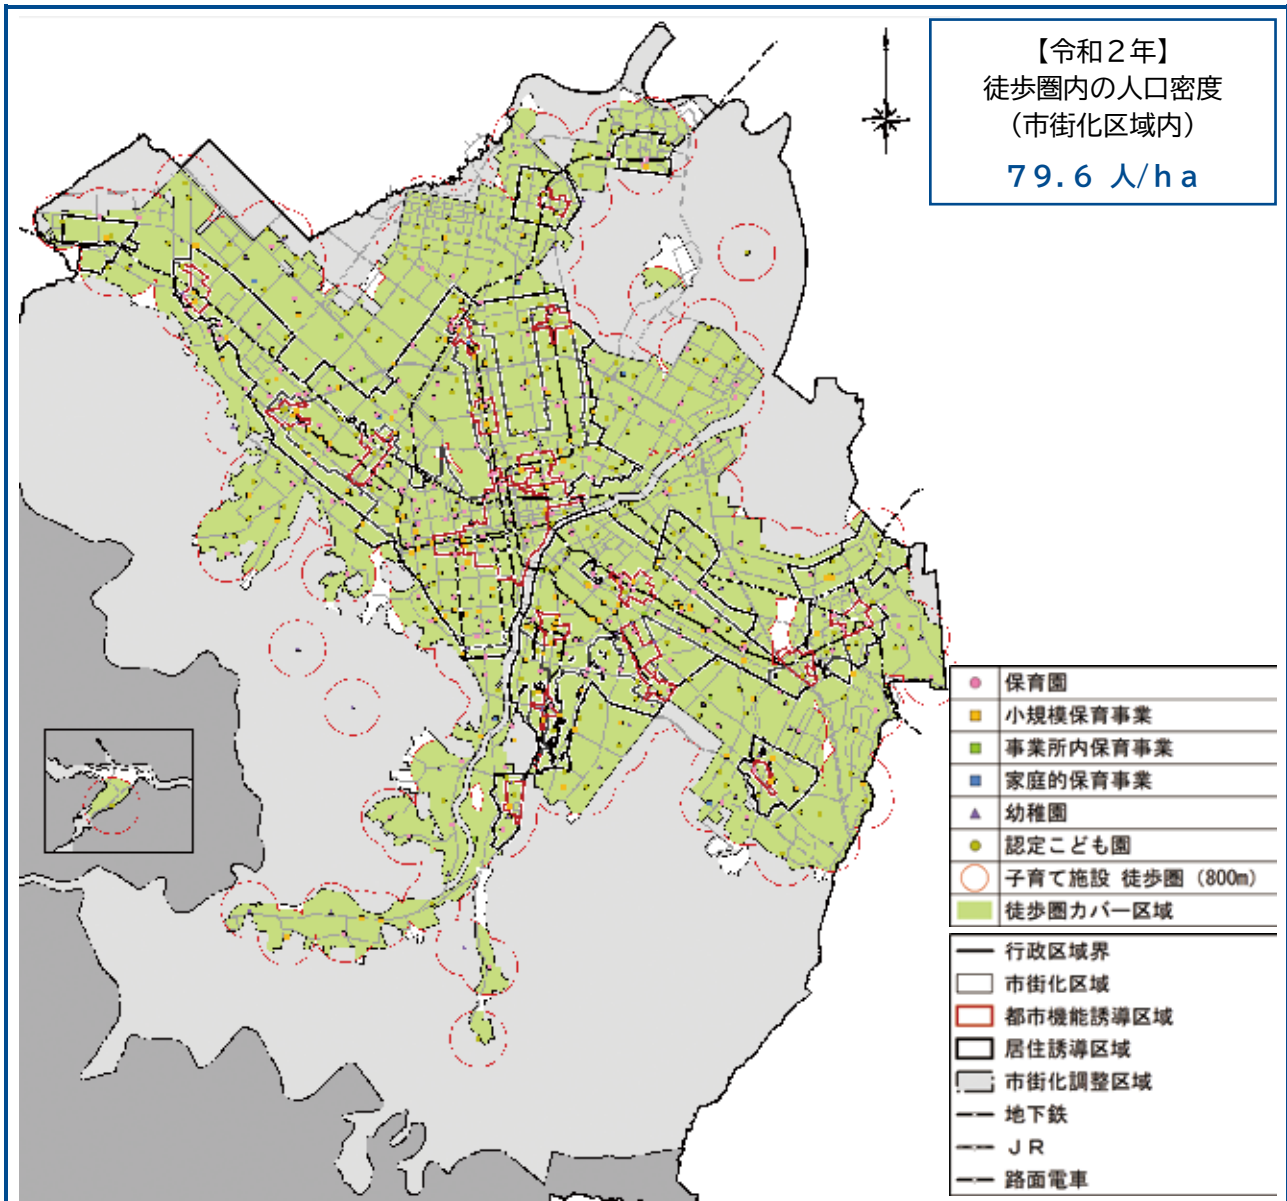 【令和２年】
徒歩圏内の人口密度
（市街化区域内）
７９．６ 人/ｈａ
保育園
小規模保育事業
事業所内保育事業
家庭的保育事業
幼稚園
認定こども園
子育て施設 徒歩圏（800m）
徒歩圏カバー区域
行政区域界
市街化区域
都市機能誘導区域
居住誘導区域
市街化調整区域
地下鉄
ＪＲ
路面電車